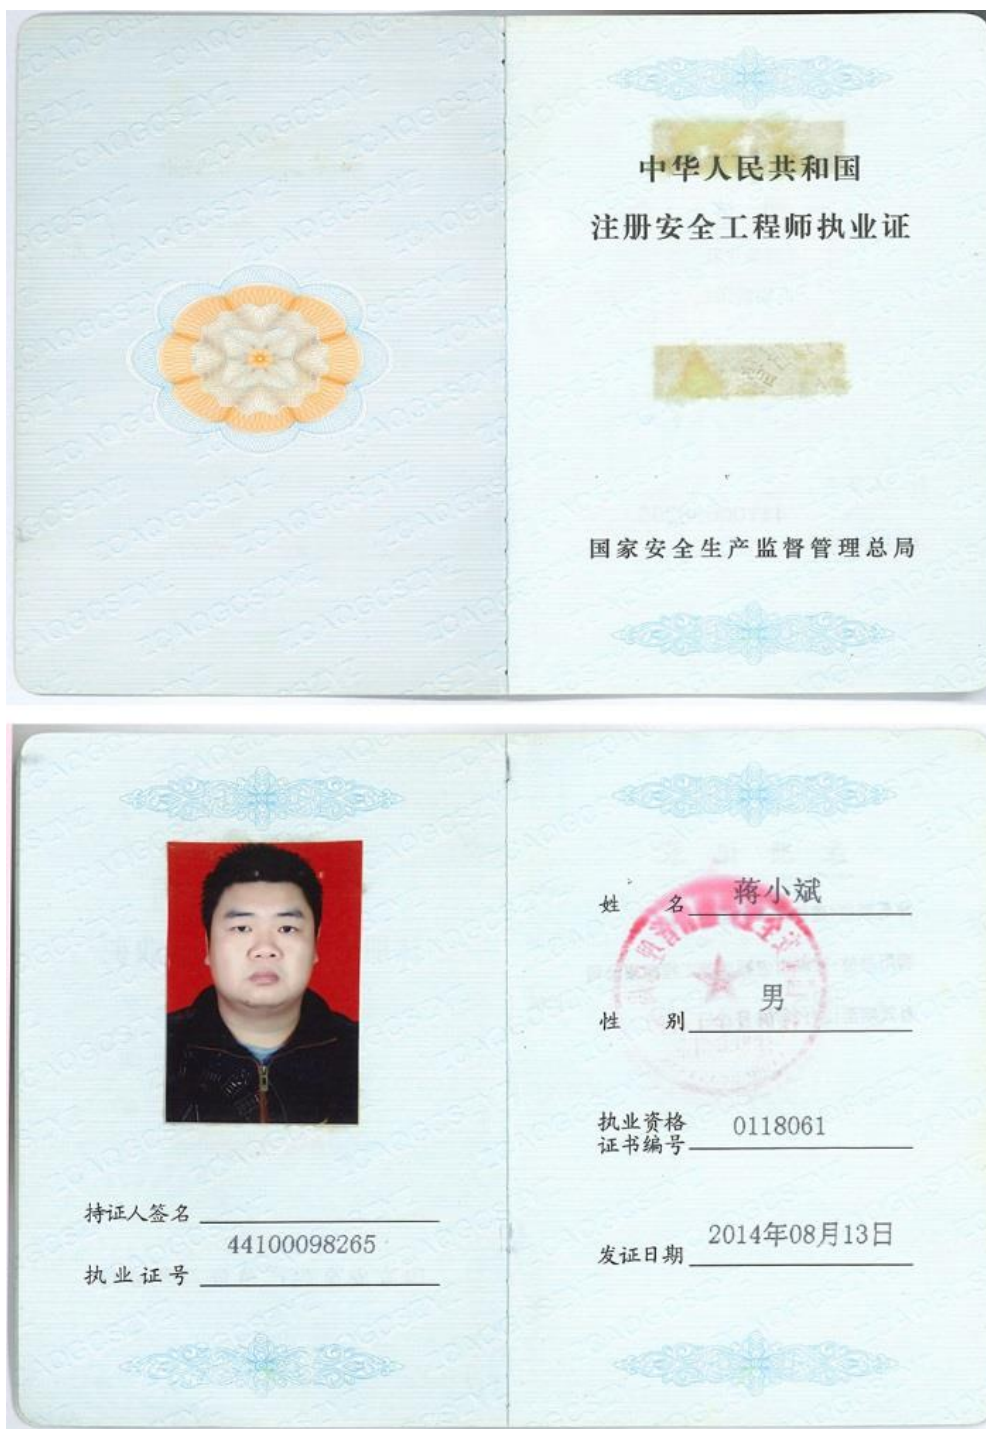 中华人民共和国
注册安全工程师执业证
国家安全生产监督管理总局
持证人签名
执业证号 44100098265
姓名 蒋小斌
性别 男
执业资格
证书编号 0118061
发证日期 2014年08月13日